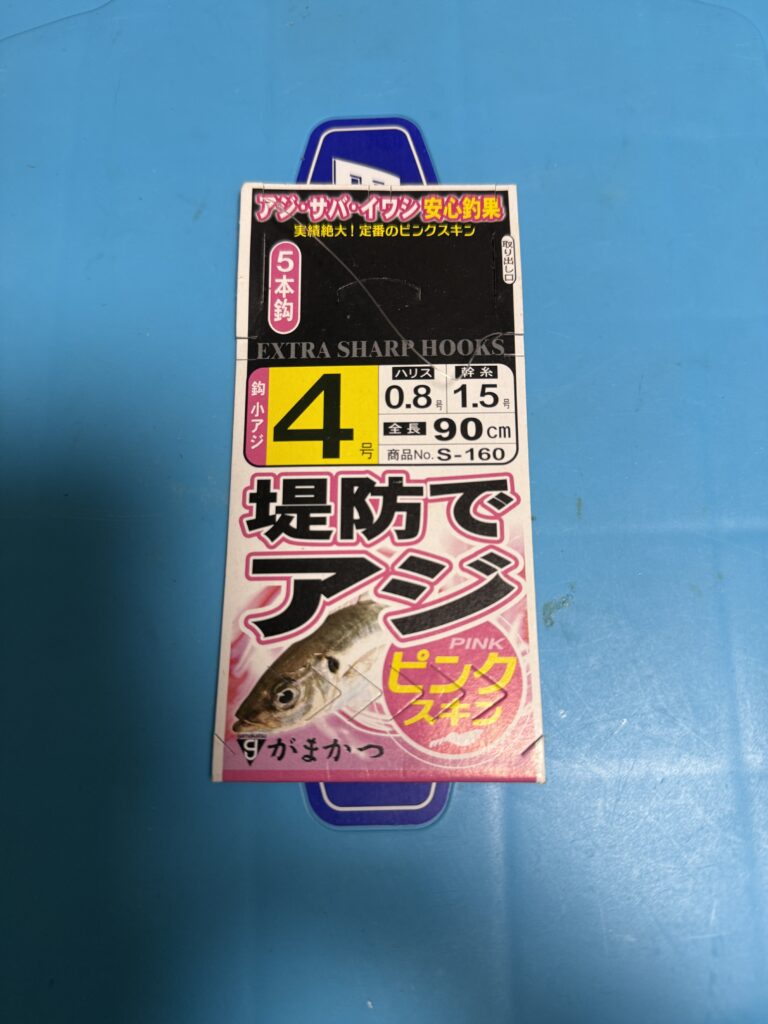 アジ・サバ・イワシ 安心釣果
実績絶大!定番のピンクスキン
取り出し口
5本鈎
EXTRA SHARP HOOKS
鈎 小アジ
4号
ハリス 0.8号
幹糸 1.5号
全長 90cm
商品No. S-160
堤防で
アジ
PINK
ピンク
スキン
がまかつ